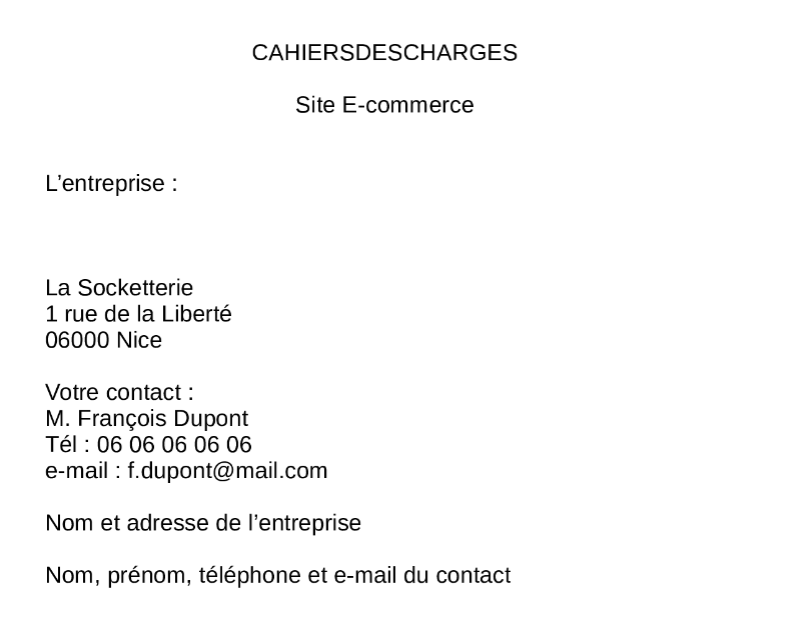 CAHIERSDESCHARGES
Site E-commerce
L’entreprise :
La Socketterie
1 rue de la Liberté
06000 Nice
Votre contact :
M. François Dupont
Tél : 06 06 06 06 06
e-mail : f.dupont@mail.com
Nom et adresse de l’entreprise
Nom, prénom, téléphone et e-mail du contact